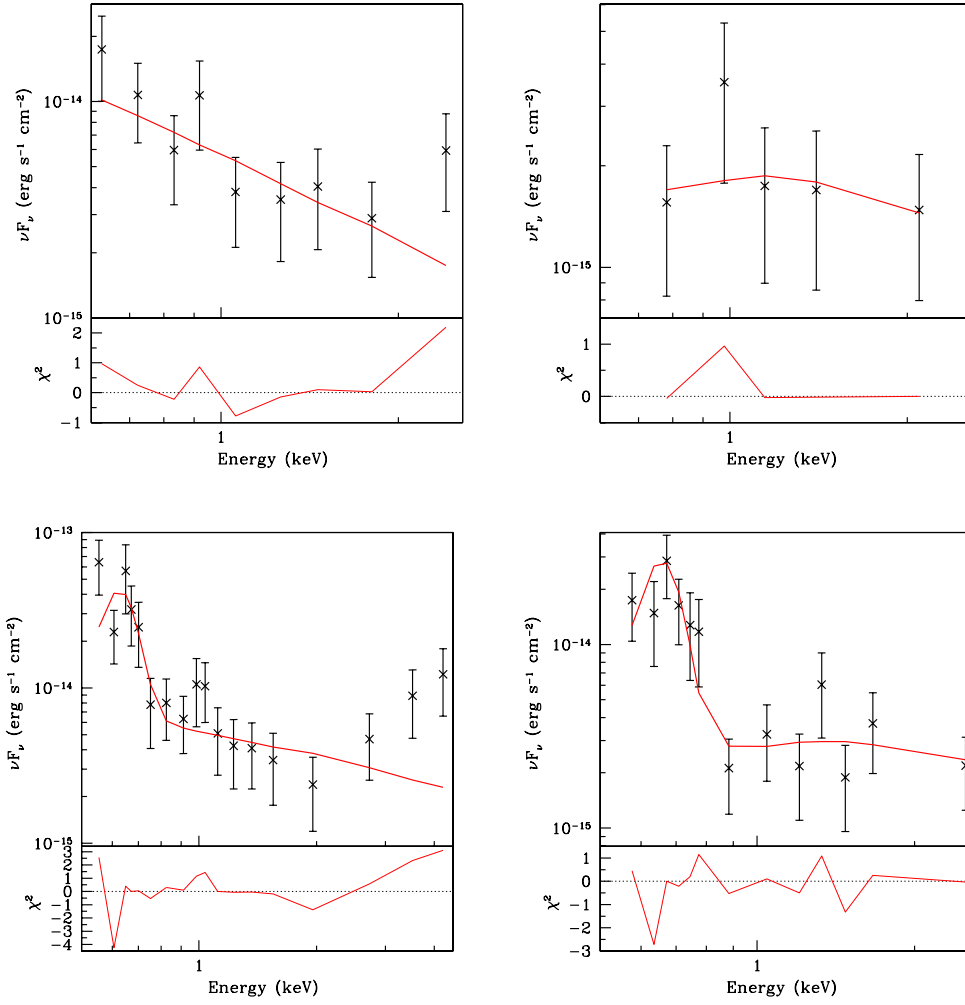 νF_ν (erg s⁻¹ cm⁻²)
10⁻¹⁴
10⁻¹⁵
χ²
2
1
0
−1
1
Energy (keV)
νF_ν (erg s⁻¹ cm⁻²)
10⁻¹⁵
χ²
1
0
1
Energy (keV)
νF_ν (erg s⁻¹ cm⁻²)
10⁻¹³
10⁻¹⁴
10⁻¹⁵
χ²
3
2
1
0
−1
−2
−3
−4
1
Energy (keV)
νF_ν (erg s⁻¹ cm⁻²)
10⁻¹⁴
10⁻¹⁵
χ²
1
0
−1
−2
−3
1
Energy (keV)